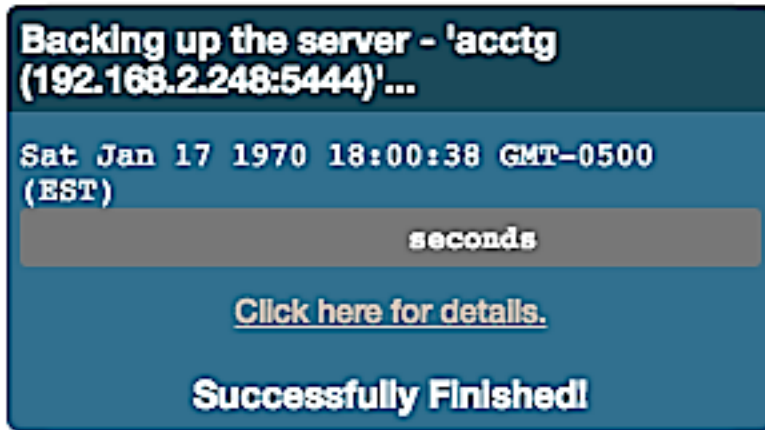 Backing up the server - 'acctg
(192.168.2.248:5444)'...
Sat Jan 17 1970 18:00:38 GMT-0500
(EST)
seconds
Click here for details.
Successfully Finished!